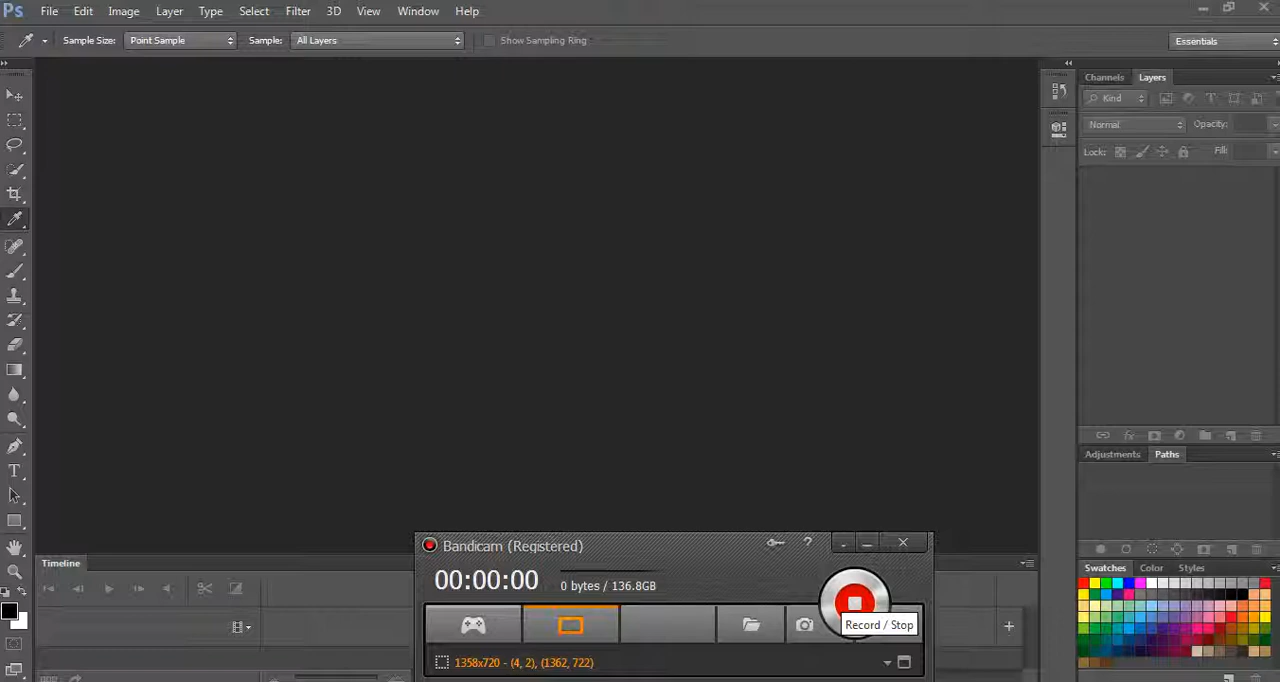 Ps File Edit Image Layer Type Select Filter 3D View Window Help
Sample Size: Point Sample Sample: All Layers Show Sampling Ring Essentials
Channels Layers
Kind
Normal Opacity:
Lock: Fill:
Adjustments Paths
Timeline
Swatches Color Styles
Bandicam (Registered) ?
00:00:00 0 bytes / 136.8GB
Record / Stop
1358x720 - (4, 2), (1362, 722)